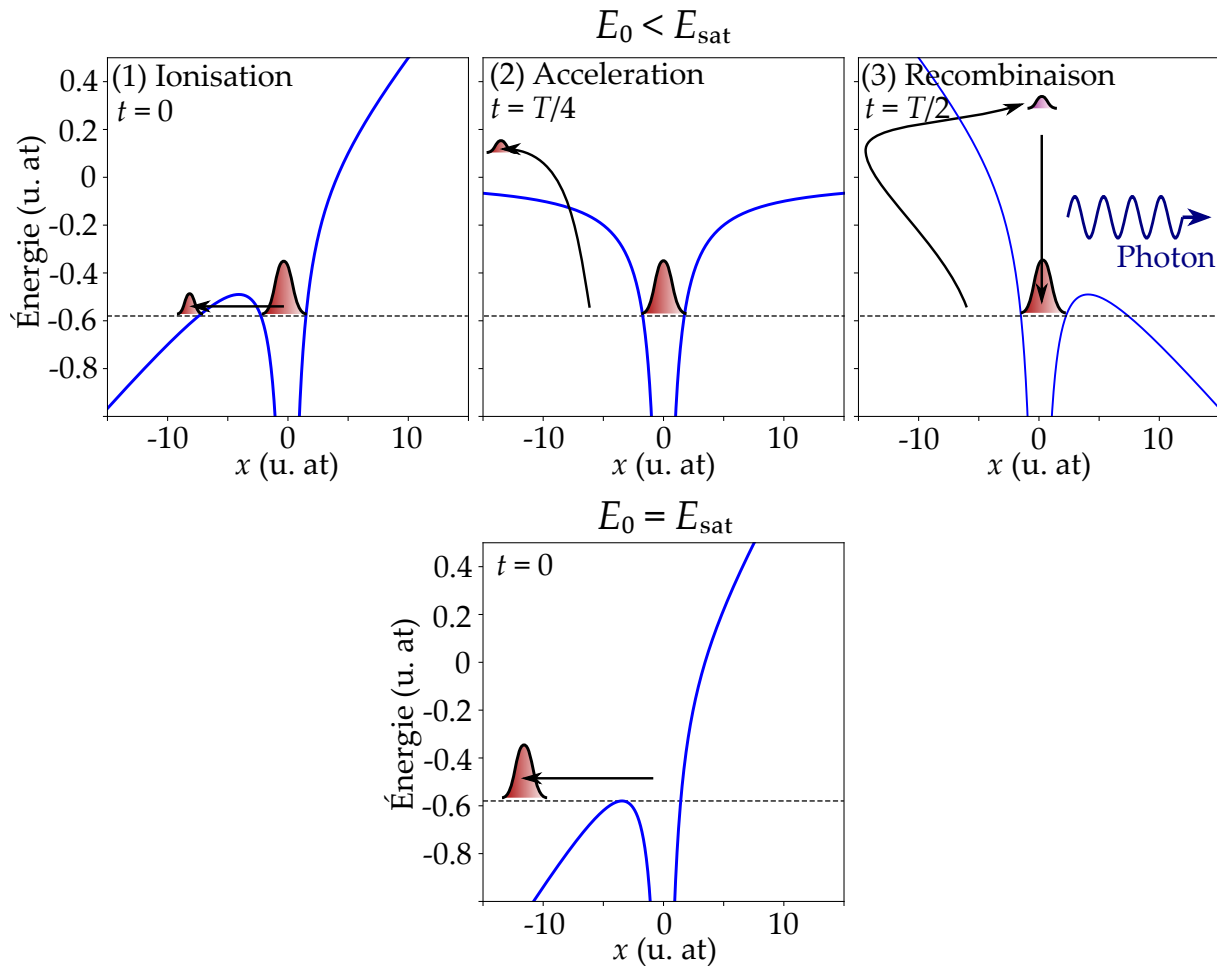 E₀ < E_sat
(1) Ionisation
t = 0
(2) Acceleration
t = T/4
(3) Recombinaison
t = T/2
Photon
Énergie (u. at)
0.4
0.2
0
-0.2
-0.4
-0.6
-0.8
-10 0 10
x (u. at)
-10 0 10
x (u. at)
-10 0 10
x (u. at)
E₀ = E_sat
t = 0
Énergie (u. at)
0.4
0.2
0
-0.2
-0.4
-0.6
-0.8
-10 0 10
x (u. at)